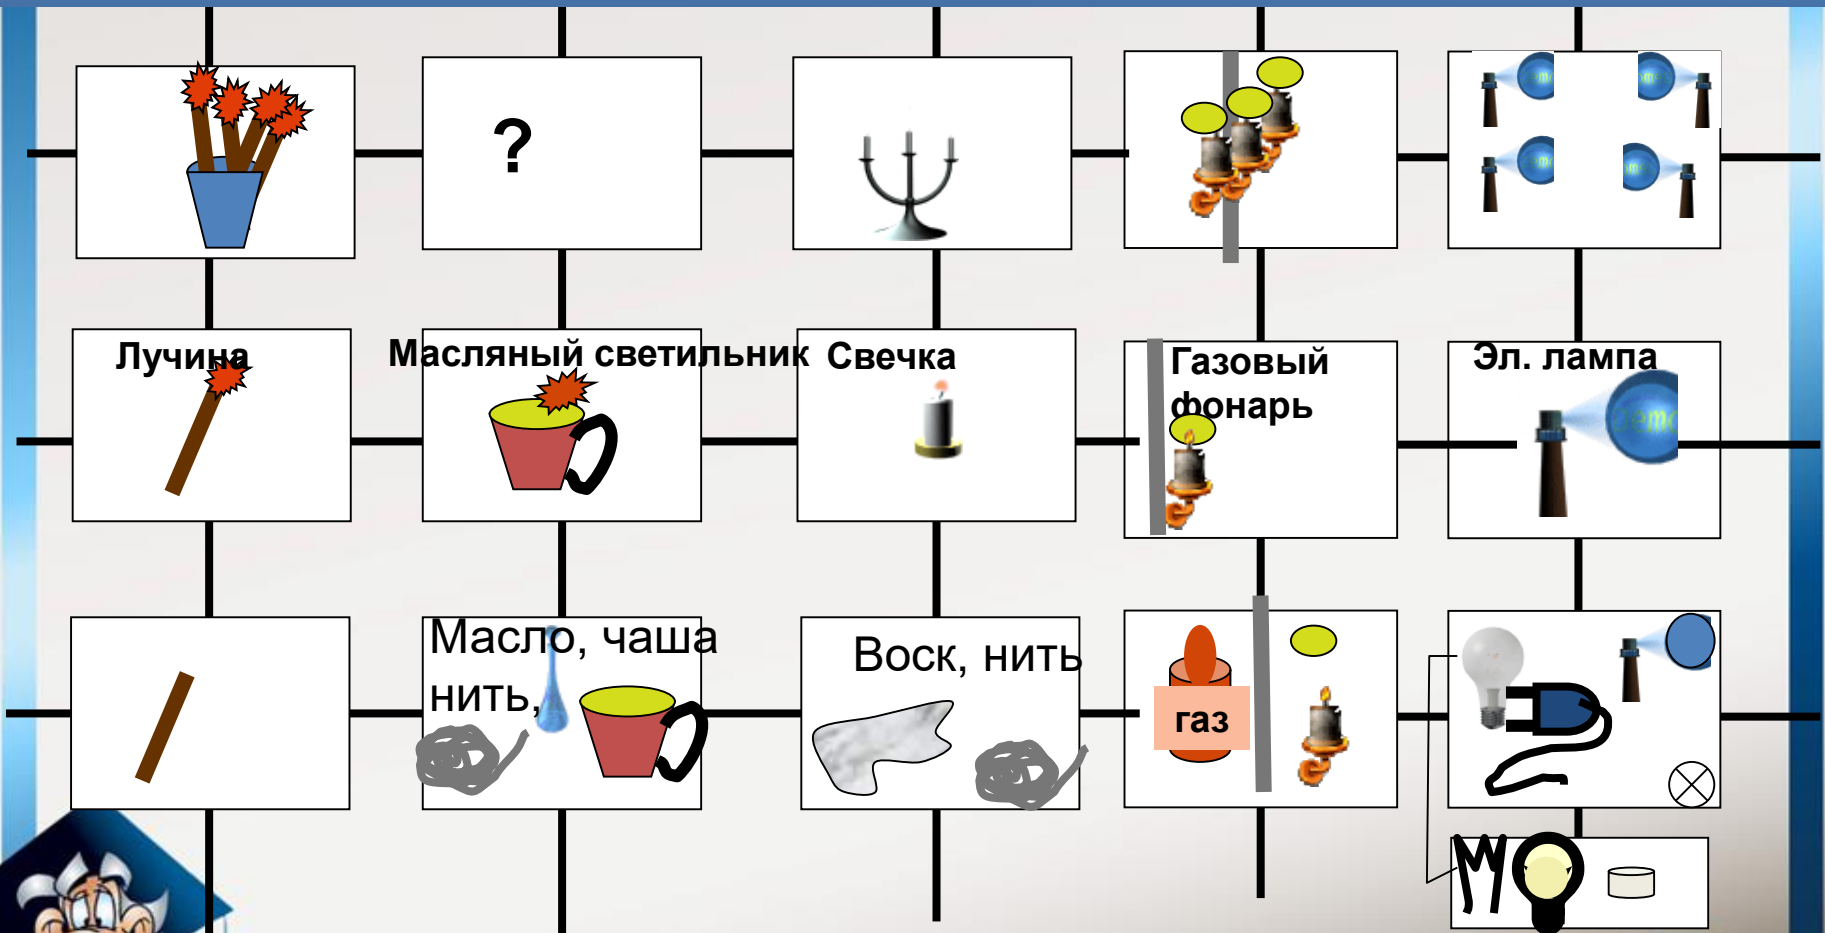 ?
Лучина
Масляный светильник
Свечка
Газовый
фонарь
Эл. лампа
Масло, чаша
нить,
Воск, нить
газ